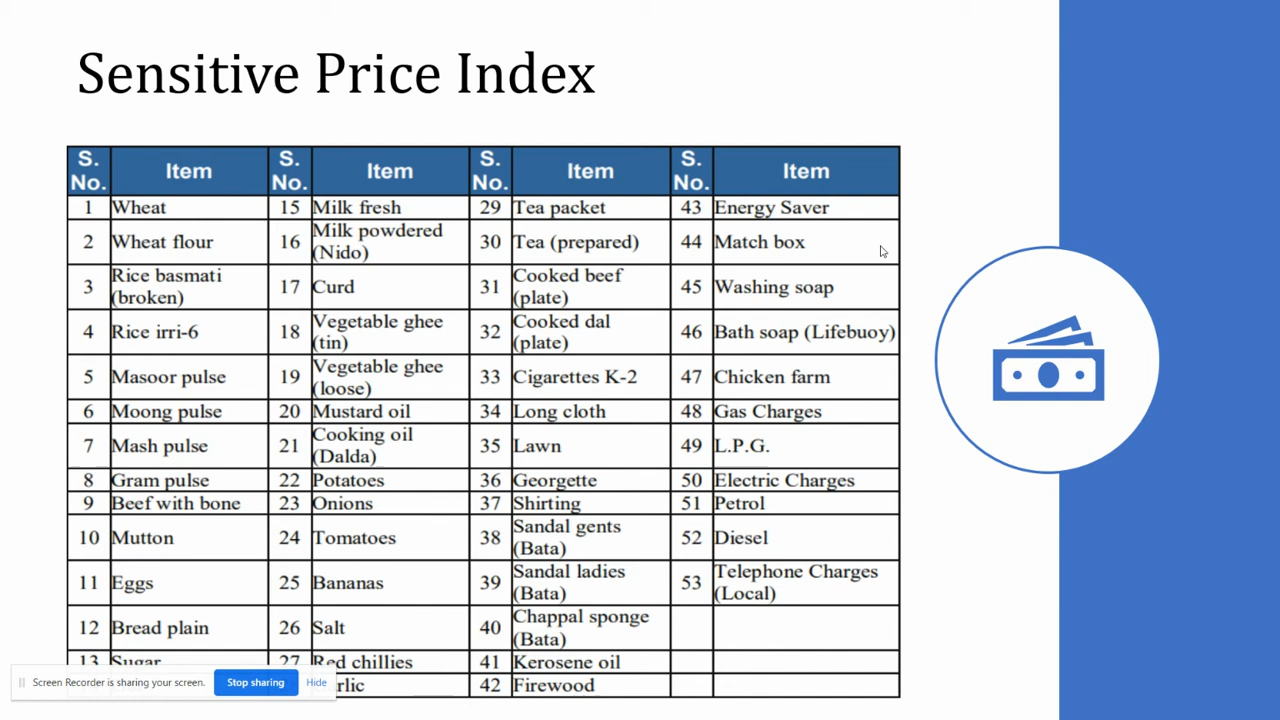 Sensitive Price Index
S. No. Item S. No. Item S. No. Item S. No. Item
1 Wheat 15 Milk fresh 29 Tea packet 43 Energy Saver
2 Wheat flour 16 Milk powdered (Nido) 30 Tea (prepared) 44 Match box
3 Rice basmati (broken) 17 Curd 31 Cooked beef (plate) 45 Washing soap
4 Rice irri-6 18 Vegetable ghee (tin) 32 Cooked dal (plate) 46 Bath soap (Lifebuoy)
5 Masoor pulse 19 Vegetable ghee (loose) 33 Cigarettes K-2 47 Chicken farm
6 Moong pulse 20 Mustard oil 34 Long cloth 48 Gas Charges
7 Mash pulse 21 Cooking oil (Dalda) 35 Lawn 49 L.P.G.
8 Gram pulse 22 Potatoes 36 Georgette 50 Electric Charges
9 Beef with bone 23 Onions 37 Shirting 51 Petrol
10 Mutton 24 Tomatoes 38 Sandal gents (Bata) 52 Diesel
11 Eggs 25 Bananas 39 Sandal ladies (Bata) 53 Telephone Charges (Local)
12 Bread plain 26 Salt 40 Chappal sponge (Bata)
13 Sugar 27 Red chillies 41 Kerosene oil
42 Firewood
Screen Recorder is sharing your screen. Stop sharing Hide